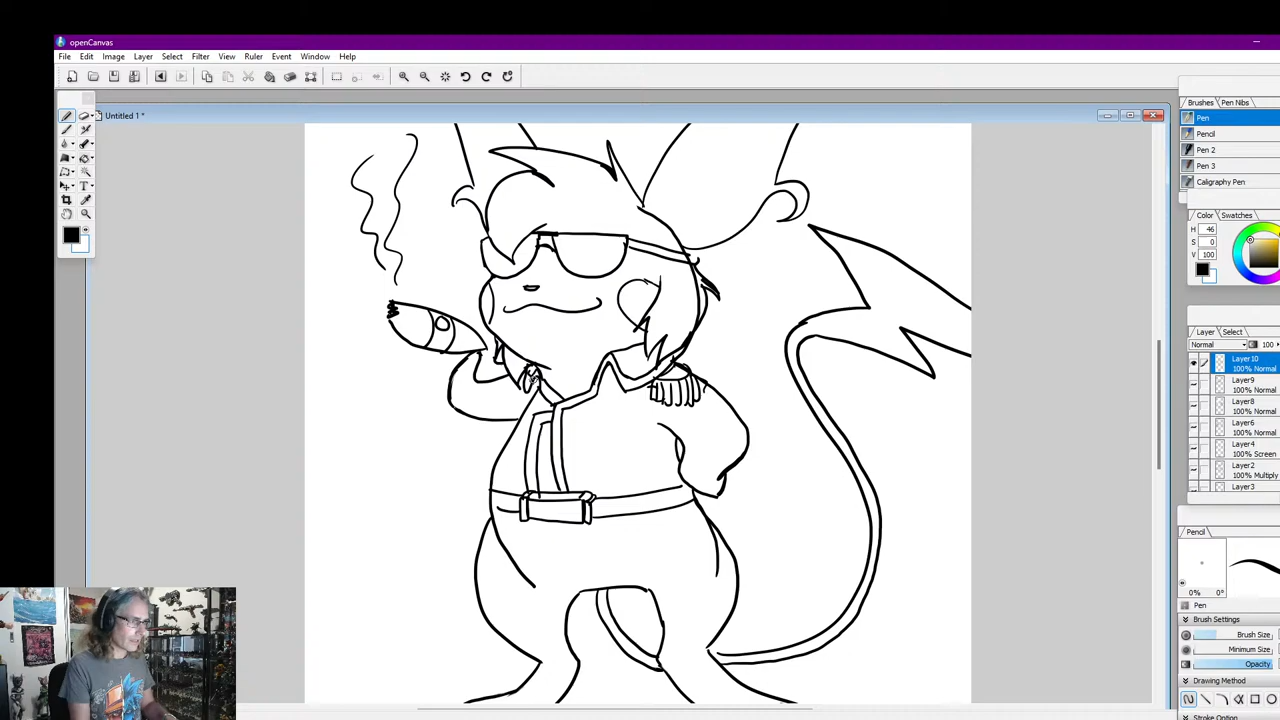 openCanvas
File Edit Image Layer Select Filter View Ruler Event Window Help
Untitled 1 *
Brushes Pen Nibs
Pen
Pencil
Pen 2
Pen 3
Caligraphy Pen
Color Swatches
H 46
S 0
V 100
Layer Select
Normal 100
Layer10
100% Normal
Layer9
100% Normal
Layer8
100% Normal
Layer6
100% Normal
Layer4
100% Screen
Layer2
100% Multiply
Layer3
Pencil
0% 0°
Pen
Brush Settings
Brush Size
Minimum Size
Opacity
Drawing Method
Stroke Option